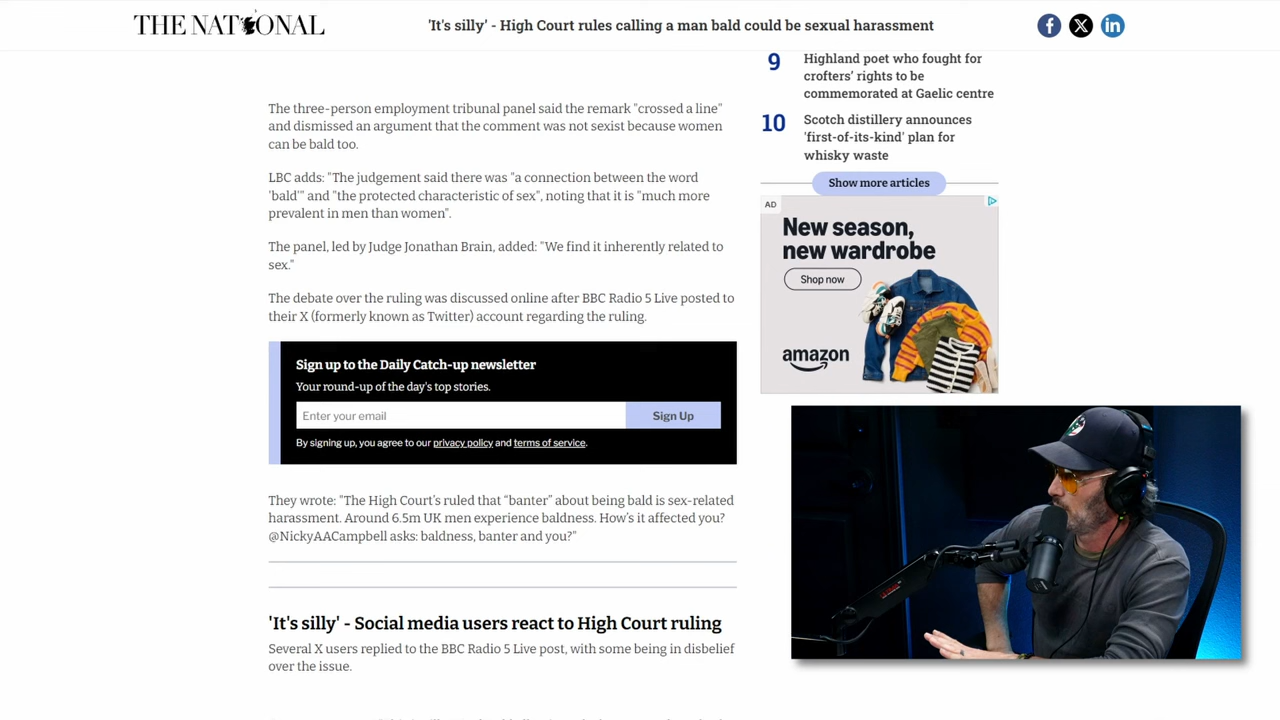 THE NATIONAL
'It's silly' - High Court rules calling a man bald could be sexual harassment
The three-person employment tribunal panel said the remark "crossed a line"
and dismissed an argument that the comment was not sexist because women
can be bald too.
LBC adds: "The judgement said there was "a connection between the word
'bald'" and "the protected characteristic of sex", noting that it is "much more
prevalent in men than women".
The panel, led by Judge Jonathan Brain, added: "We find it inherently related to
sex."
The debate over the ruling was discussed online after BBC Radio 5 Live posted to
their X (formerly known as Twitter) account regarding the ruling.
Sign up to the Daily Catch-up newsletter
Your round-up of the day's top stories.
Enter your email
Sign Up
By signing up, you agree to our privacy policy and terms of service.
They wrote: "The High Court's ruled that “banter” about being bald is sex-related
harassment. Around 6.5m UK men experience baldness. How’s it affected you?
@NickyAACampbell asks: baldness, banter and you?"
'It's silly' - Social media users react to High Court ruling
Several X users replied to the BBC Radio 5 Live post, with some being in disbelief
over the issue.
9
Highland poet who fought for
crofters’ rights to be
commemorated at Gaelic centre
10
Scotch distillery announces
'first-of-its-kind' plan for
whisky waste
Show more articles
AD
New season,
new wardrobe
Shop now
amazon